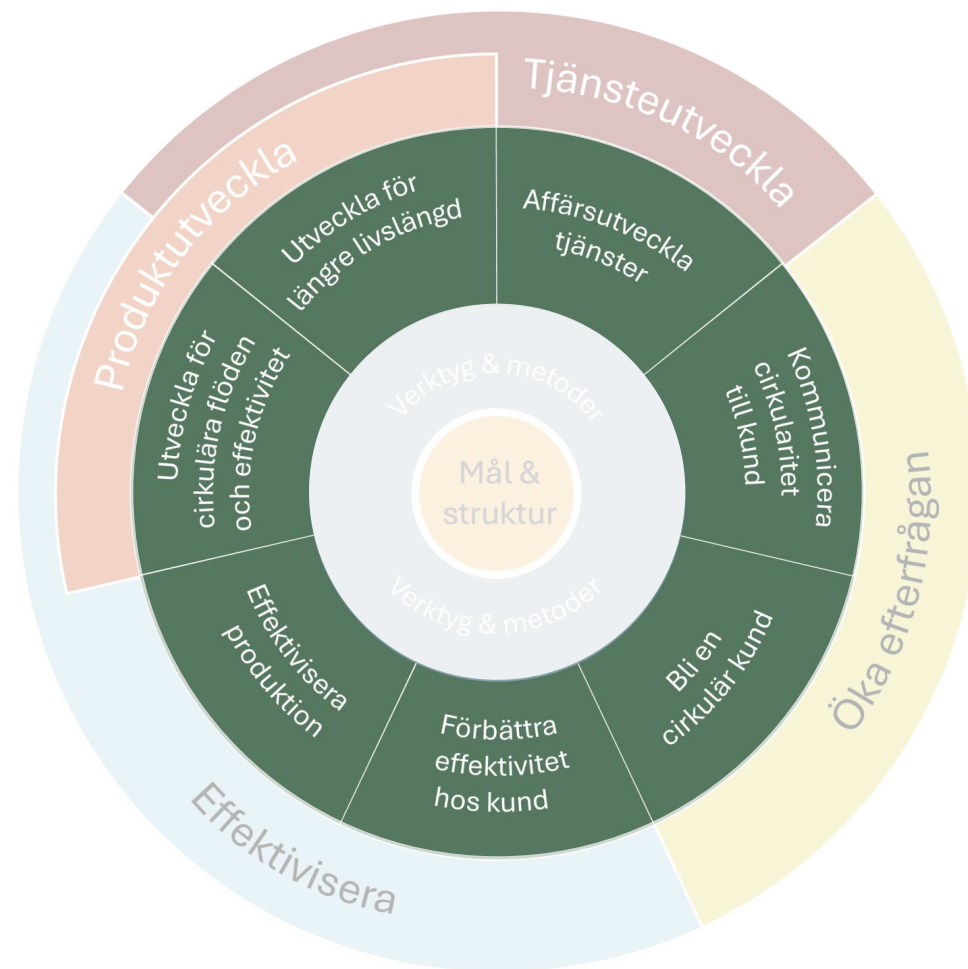 Tjänsteutveckla
Produktutveckla
Utveckla för
längre livslängd
Affärsutveckla
tjänster
Utveckla för
cirkulära flöden
och effektivitet
Kommunicera
cirkularitet
till kund
Verktyg & metoder
Mål &
struktur
Verktyg & metoder
Öka efterfrågan
Effektivisera
produktion
Förbättra
effektivitet
hos kund
Bli en
cirkulär kund
Effektivisera